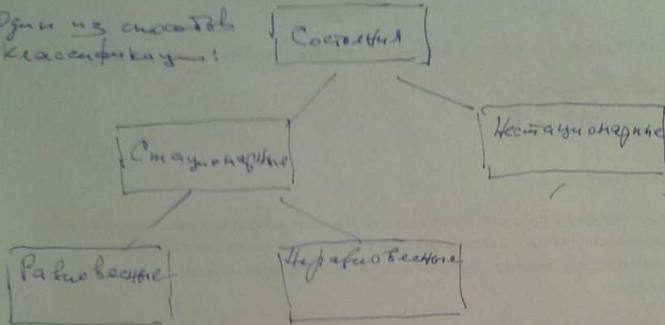 Один из способов
классификации:
Состояния
Стационарные
Нестационарные
Равновесные
Неравновесные